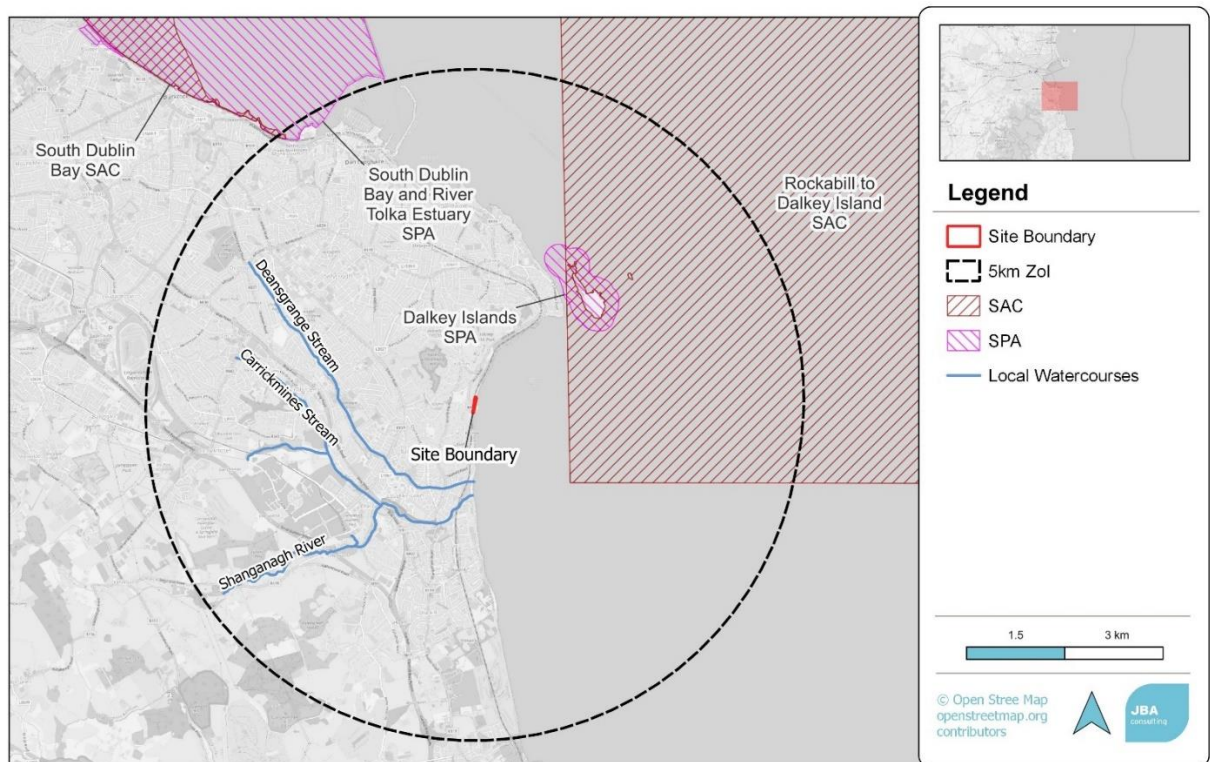 South Dublin
Bay SAC
South Dublin
Bay and River
Tolka Estuary
SPA
Rockabill to
Dalkey Island
SAC
Deansgrange Stream
Dalkey Islands
SPA
Carrickmines Stream
Site Boundary
Shanganagh River
Legend
Site Boundary
5km ZoI
SAC
SPA
Local Watercourses
1.5 3 km
© Open Stree Map
openstreetmap.org
contributors
JBA
consulting